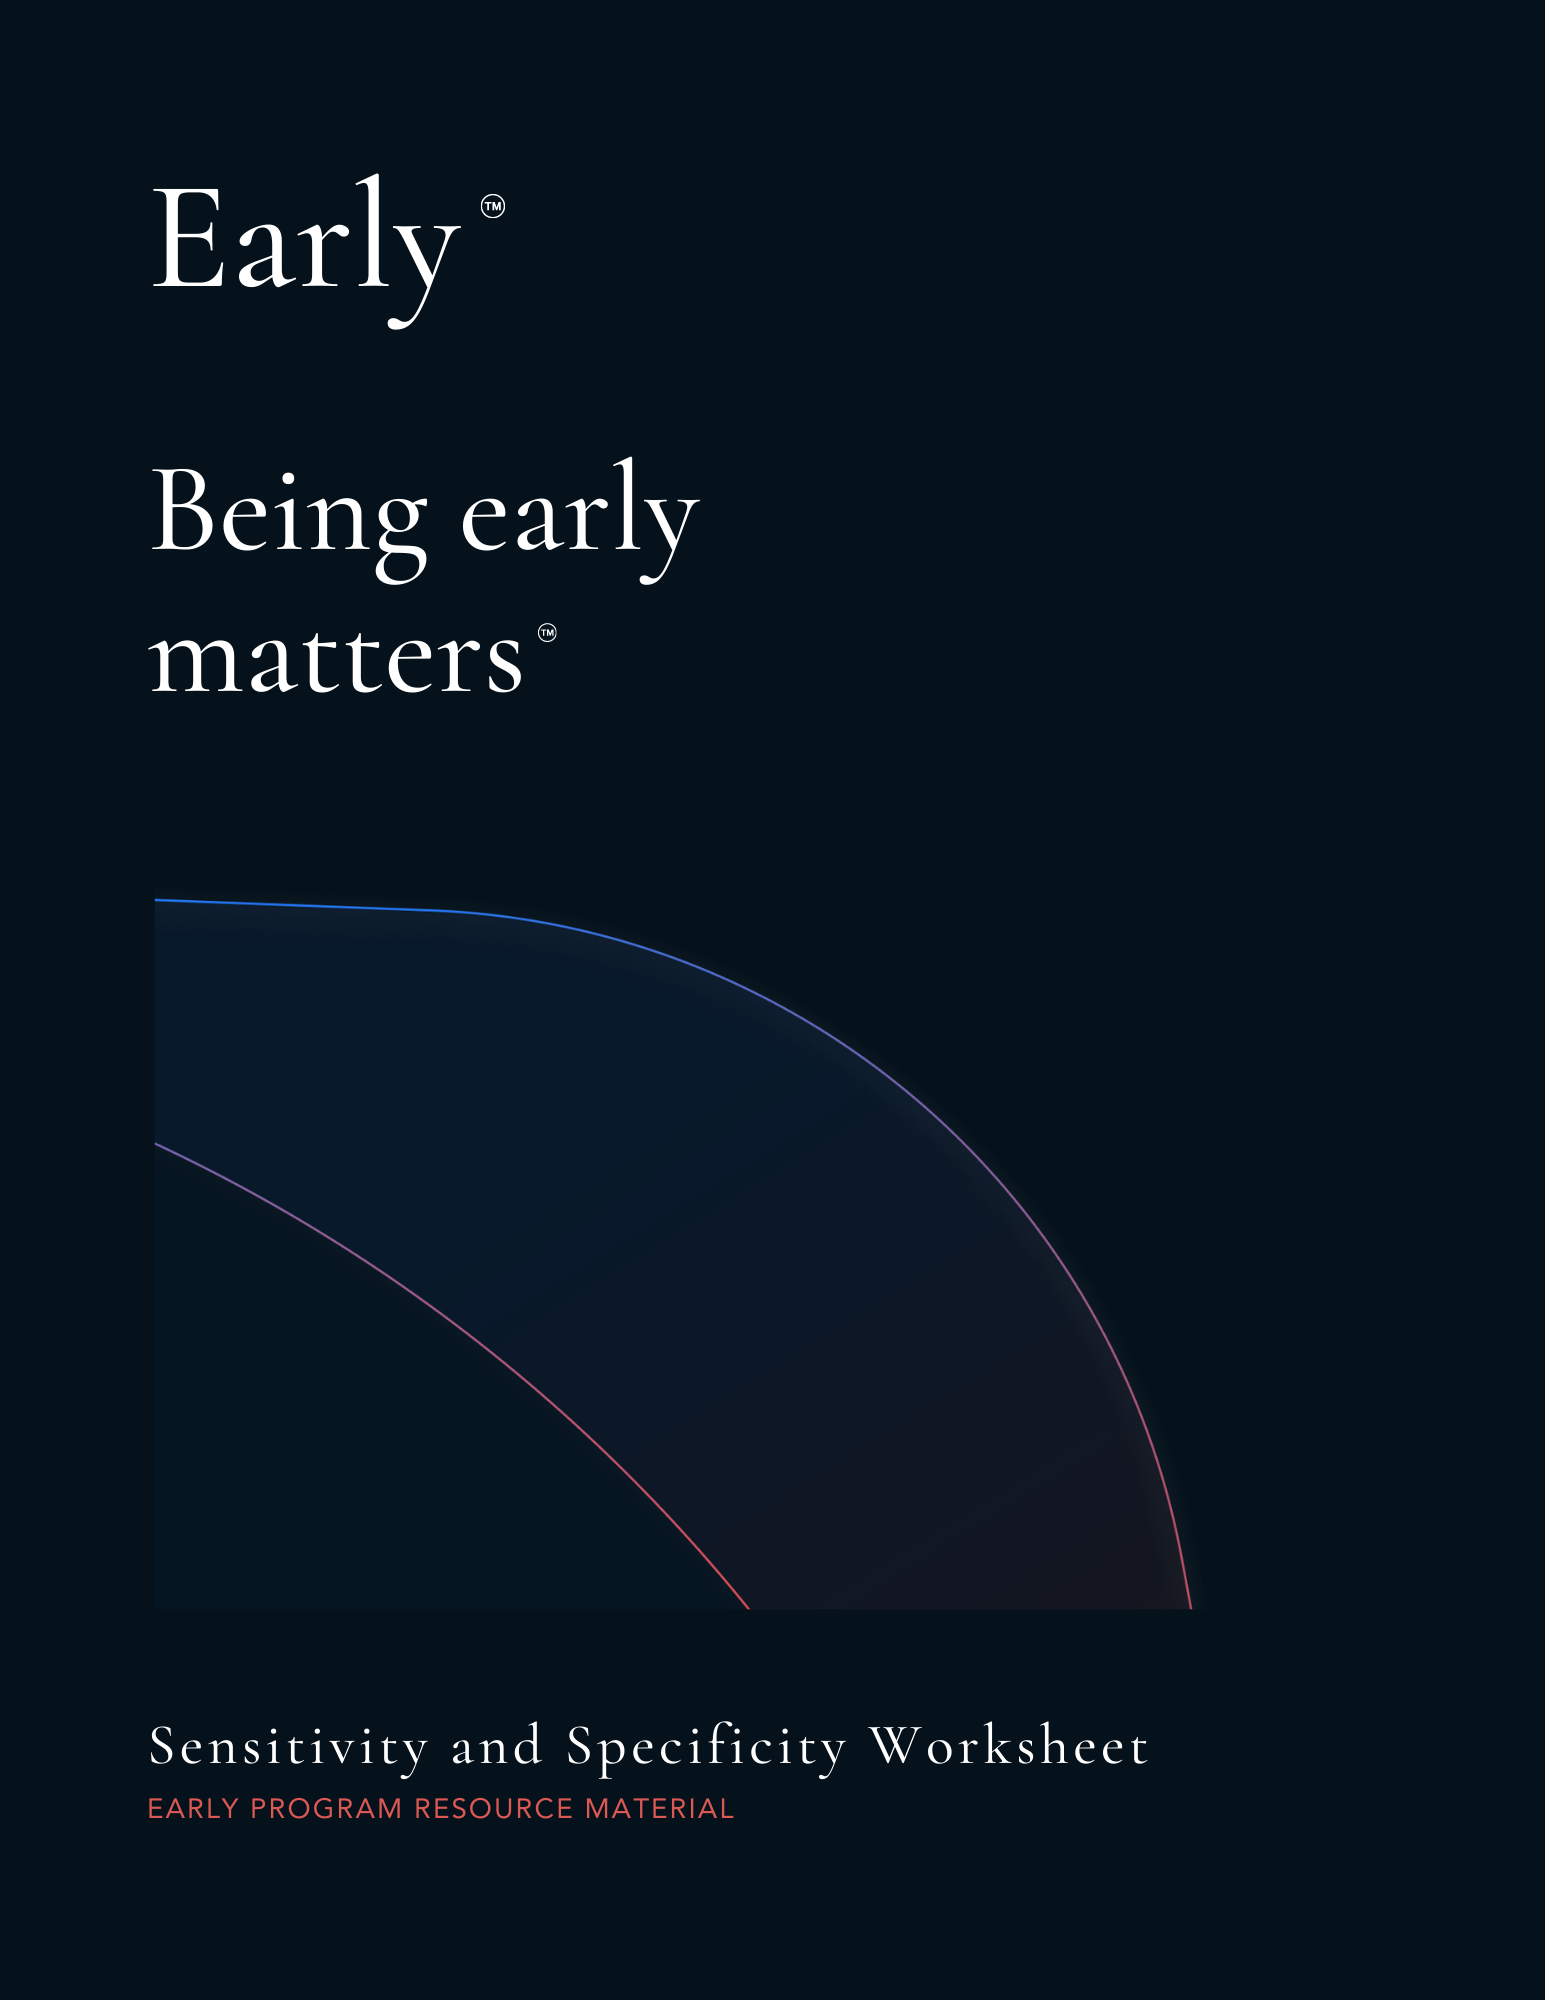 Early™
Being early
matters™
Sensitivity and Specificity Worksheet
EARLY PROGRAM RESOURCE MATERIAL